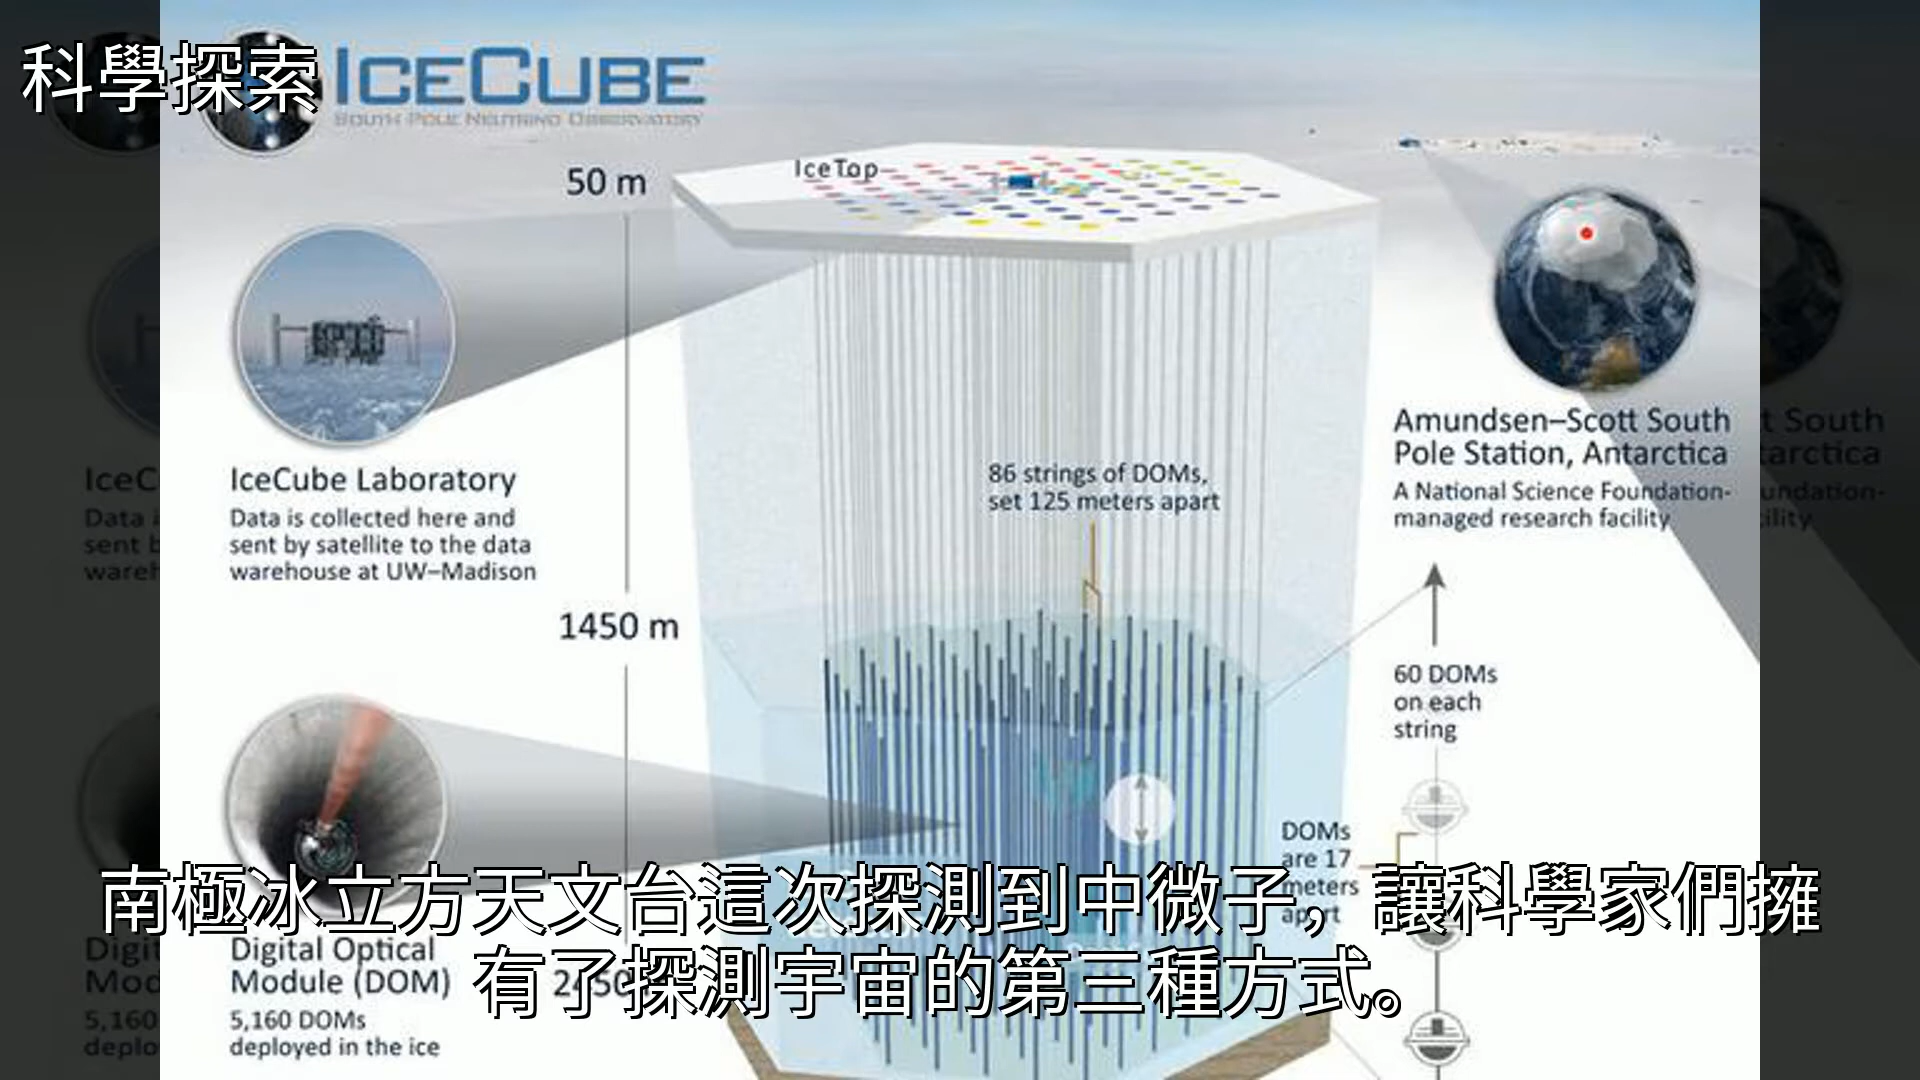 科學探索
ICECUBE
SOUTH POLE NEUTRINO OBSERVATORY
50 m
IceTop
IceCube Laboratory
Data is collected here and
sent by satellite to the data
warehouse at UW–Madison
86 strings of DOMs,
set 125 meters apart
Amundsen–Scott South
Pole Station, Antarctica
A National Science Foundation-
managed research facility
1450 m
60 DOMs
on each
string
DOMs
are 17
meters
apart
南極冰立方天文台這次探測到中微子，讓科學家們擁
有了探測宇宙的第三種方式。
Digital Optical
Module (DOM)
5,160 DOMs
deployed in the ice
2450